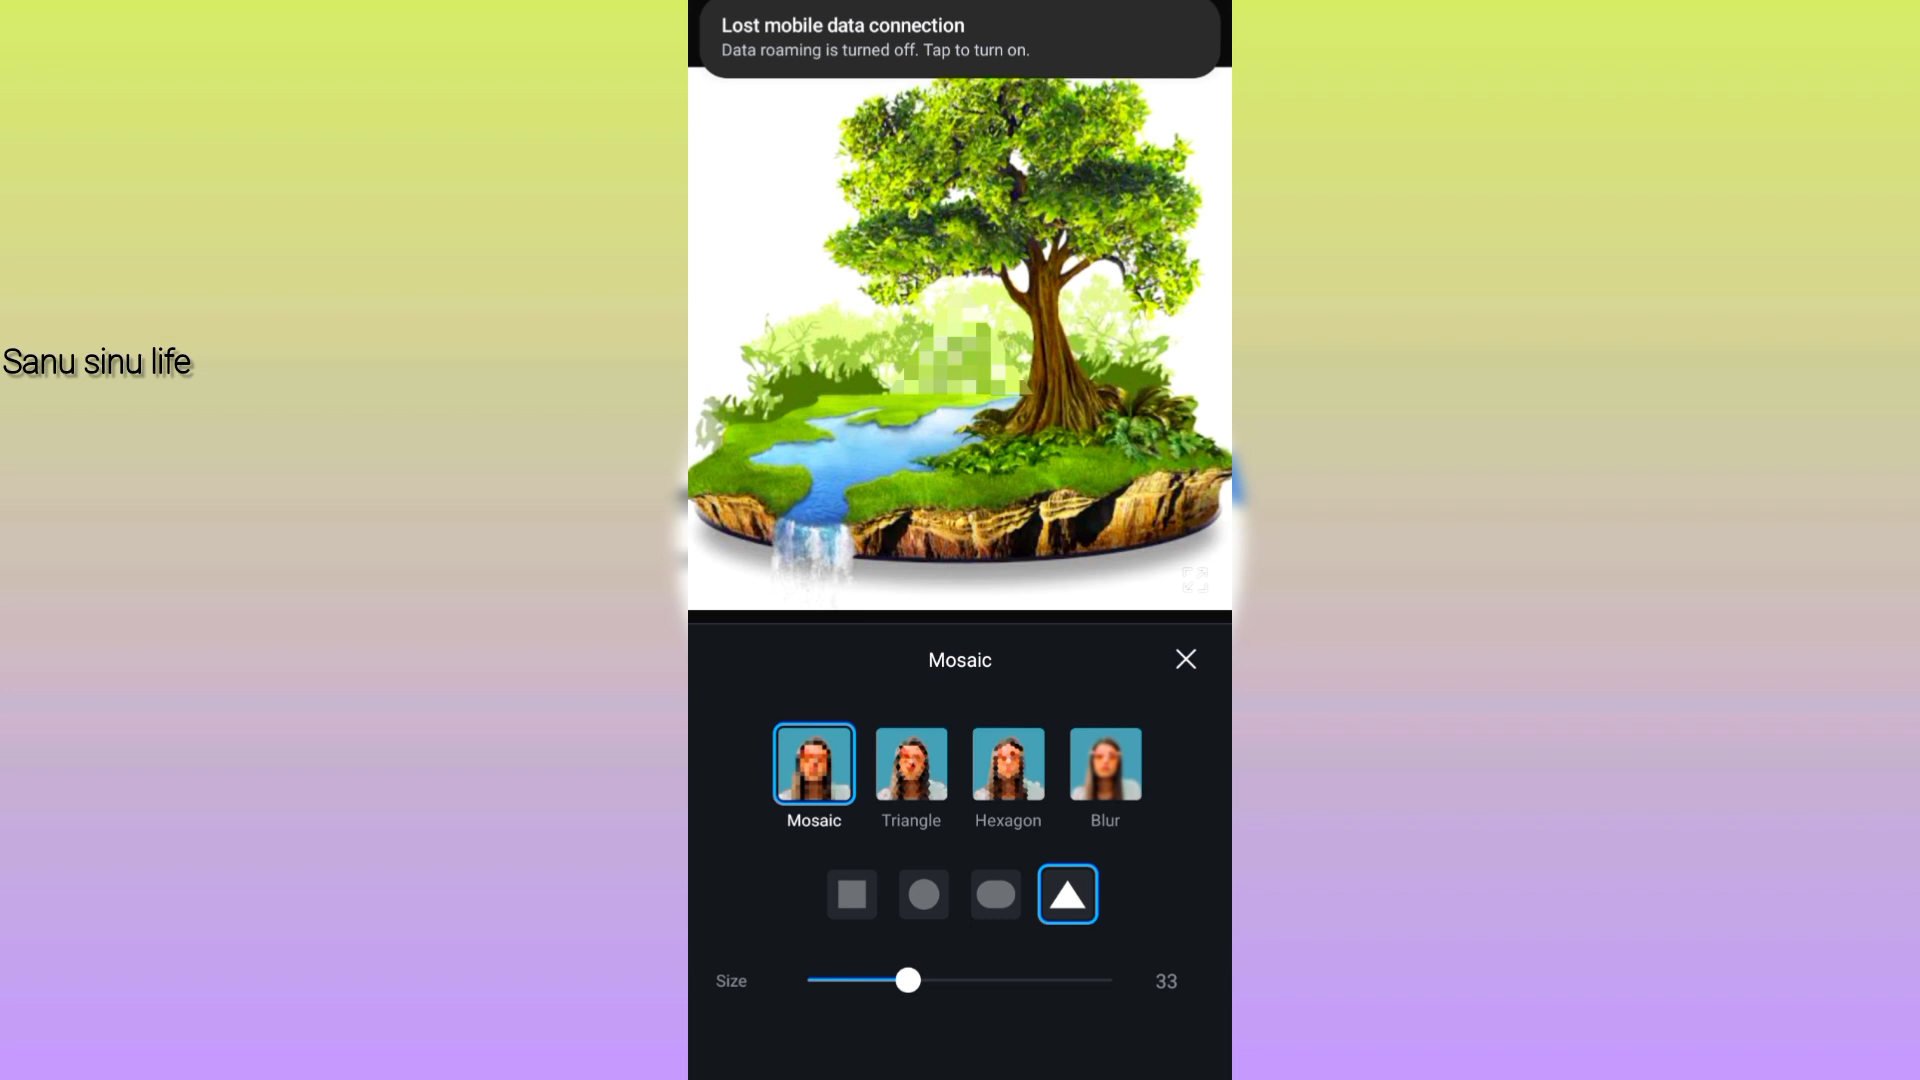 Lost mobile data connection
Data roaming is turned off. Tap to turn on.
Sanu sinu life
Mosaic
Mosaic Triangle Hexagon Blur
Size 33